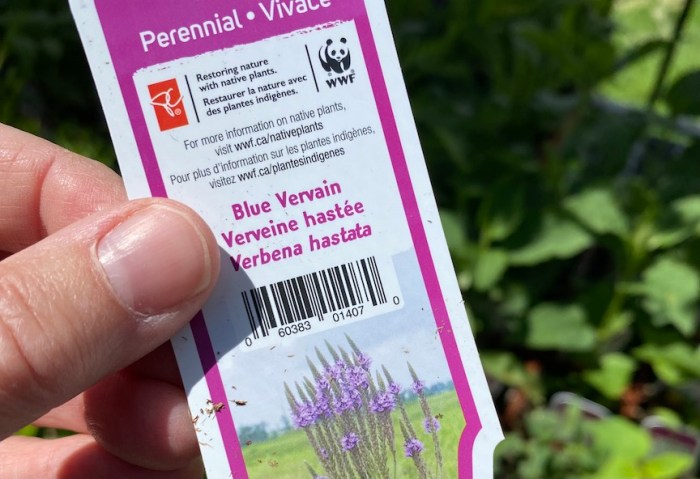 Perennial • Vivace
Restoring nature
with native plants.
Restaurer la nature avec
des plantes indigènes.
WWF
PC
®
For more information on native plants,
visit wwf.ca/nativeplants
Pour plus d'information sur les plantes indigènes,
visitez wwf.ca/plantesindigenes
Blue Vervain
Verveine hastée
Verbena hastata
0 60383 01407 0